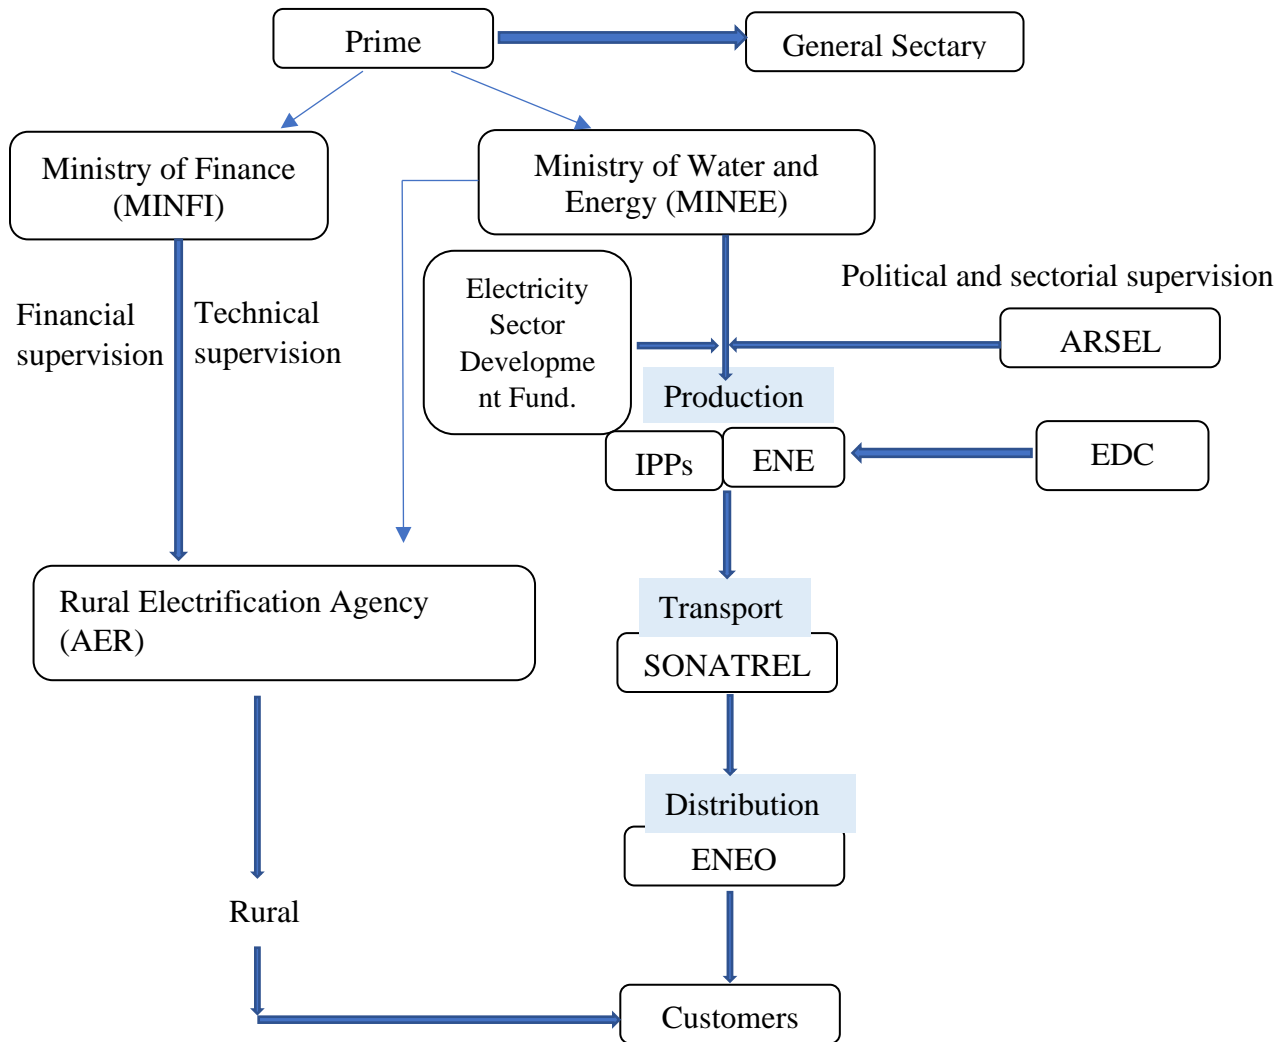 Prime
General Sectary
Ministry of Finance
(MINFI)
Ministry of Water and
Energy (MINEE)
Political and sectorial supervision
Financial
supervision
Technical
supervision
Electricity
Sector
Developme
nt Fund.
ARSEL
Production
IPPs
ENE
EDC
Rural Electrification Agency
(AER)
Transport
SONATREL
Distribution
ENEO
Rural
Customers